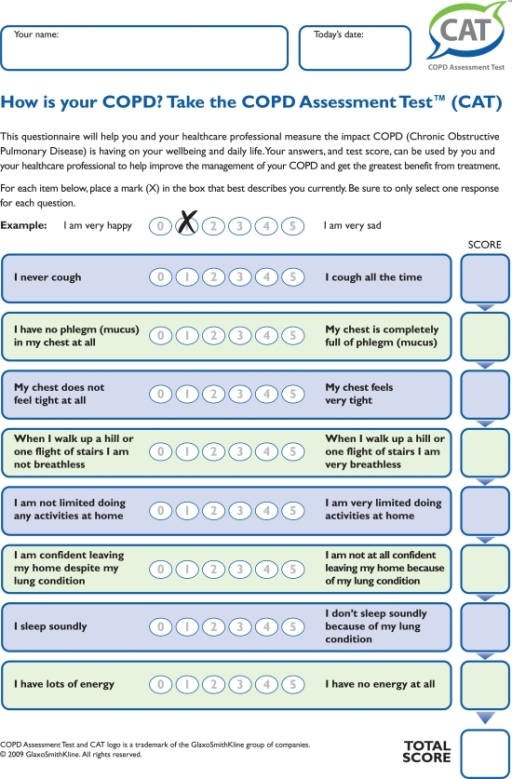 Your name:
Today's date:
CAT
COPD Assessment Test
How is your COPD? Take the COPD Assessment Test™ (CAT)
This questionnaire will help you and your healthcare professional measure the impact COPD (Chronic Obstructive
Pulmonary Disease) is having on your wellbeing and daily life. Your answers, and test score, can be used by you and
your healthcare professional to help improve the management of your COPD and get the greatest benefit from treatment.
For each item below, place a mark (X) in the box that best describes you currently. Be sure to only select one response
for each question.
Example: I am very happy 0 X 2 3 4 5 I am very sad
SCORE
I never cough 0 1 2 3 4 5 I cough all the time
I have no phlegm (mucus)
in my chest at all
0 1 2 3 4 5
My chest is completely
full of phlegm (mucus)
My chest does not
feel tight at all
0 1 2 3 4 5
My chest feels
very tight
When I walk up a hill or
one flight of stairs I am
not breathless
0 1 2 3 4 5
When I walk up a hill or
one flight of stairs I am
very breathless
I am not limited doing
any activities at home
0 1 2 3 4 5
I am very limited doing
activities at home
I am confident leaving
my home despite my
lung condition
0 1 2 3 4 5
I am not at all confident
leaving my home because
of my lung condition
I sleep soundly
0 1 2 3 4 5
I don't sleep soundly
because of my lung
condition
I have lots of energy 0 1 2 3 4 5 I have no energy at all
COPD Assessment Test and CAT logo is a trademark of the GlaxoSmithKline group of companies.
© 2009 GlaxoSmithKline. All rights reserved.
TOTAL
SCORE